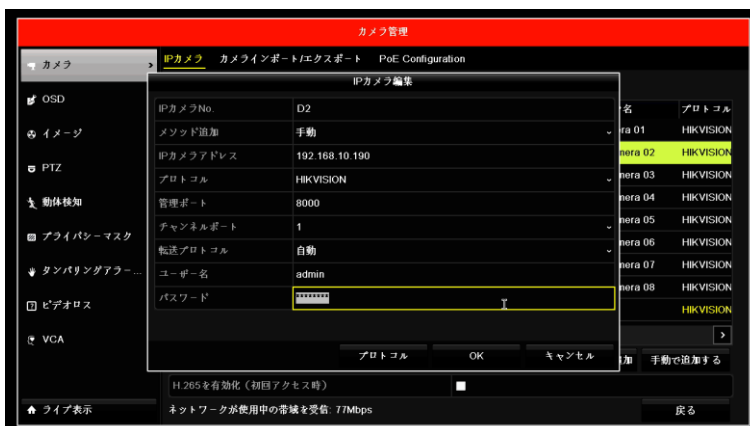 カメラ管理
カメラ
IPカメラ カメラインポート/エクスポート PoE Configuration
IPカメラ編集
OSD
IPカメラNo. D2
名 プロトコル
イメージ
メソッド追加 手動
ra 01 HIKVISION
IPカメラアドレス 192.168.10.190
nera 02 HIKVISION
PTZ
プロトコル HIKVISION
nera 03 HIKVISION
動体検知
管理ポート 8000
nera 04 HIKVISION
チャンネルポート 1
nera 05 HIKVISION
プライバシーマスク
転送プロトコル 自動
nera 06 HIKVISION
タンパリングアラー...
ユーザー名 admin
nera 07 HIKVISION
パスワード ********
nera 08 HIKVISION
ビデオロス
HIKVISION
VCA
プロトコル OK キャンセル
加 手動で追加する
H.265を有効化（初回アクセス時）
ライブ表示
ネットワークが使用中の帯域を受信: 77Mbps
戻る